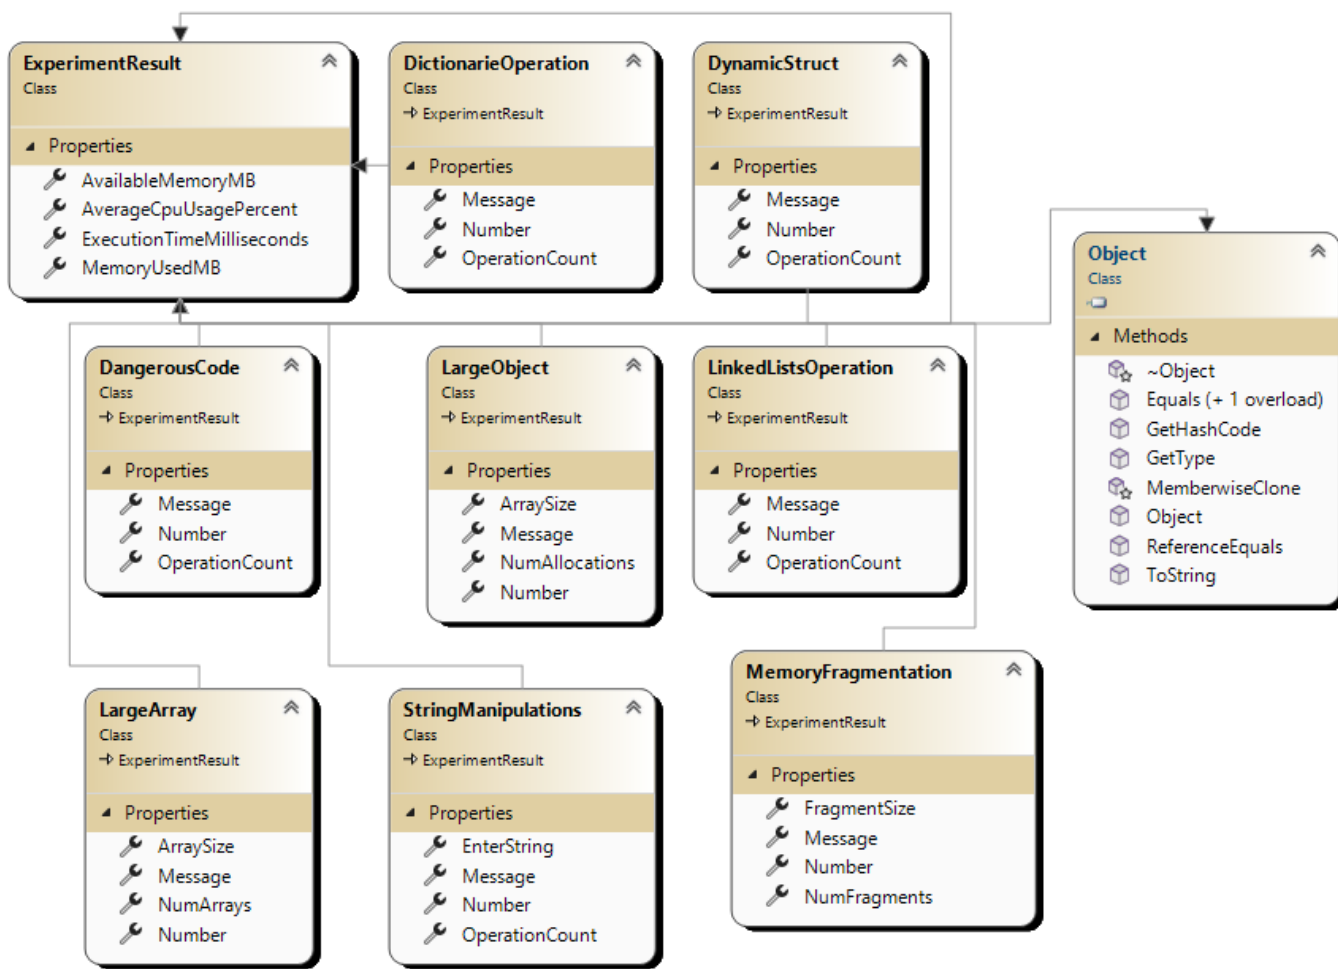 ExperimentResult
Class
Properties
AvailableMemoryMB
AverageCpuUsagePercent
ExecutionTimeMilliseconds
MemoryUsedMB
DictionarieOperation
Class
ExperimentResult
Properties
Message
Number
OperationCount
DynamicStruct
Class
ExperimentResult
Properties
Message
Number
OperationCount
Object
Class
Methods
~Object
Equals (+ 1 overload)
GetHashCode
GetType
MemberwiseClone
Object
ReferenceEquals
ToString
DangerousCode
Class
ExperimentResult
Properties
Message
Number
OperationCount
LargeObject
Class
ExperimentResult
Properties
ArraySize
Message
NumAllocations
Number
LinkedListsOperation
Class
ExperimentResult
Properties
Message
Number
OperationCount
LargeArray
Class
ExperimentResult
Properties
ArraySize
Message
NumArrays
Number
StringManipulations
Class
ExperimentResult
Properties
EnterString
Message
Number
OperationCount
MemoryFragmentation
Class
ExperimentResult
Properties
FragmentSize
Message
Number
NumFragments